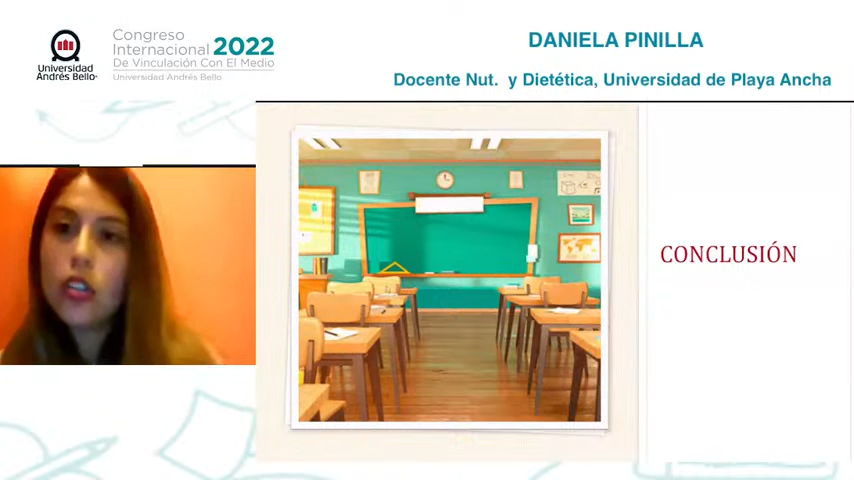 Universidad
Andrés Bello
Congreso
Internacional 2022
De Vinculación Con El Medio
Universidad Andrés Bello
DANIELA PINILLA
Docente Nut. y Dietética, Universidad de Playa Ancha
CONCLUSIÓN